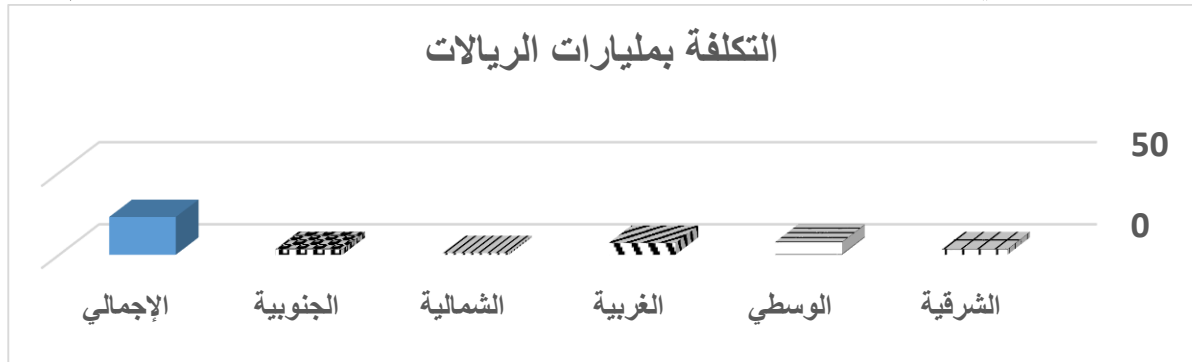 التكلفة بمليارات الريالات
50
0
الشرقية
الوسطي
الغربية
الشمالية
الجنوبية
الإجمالي